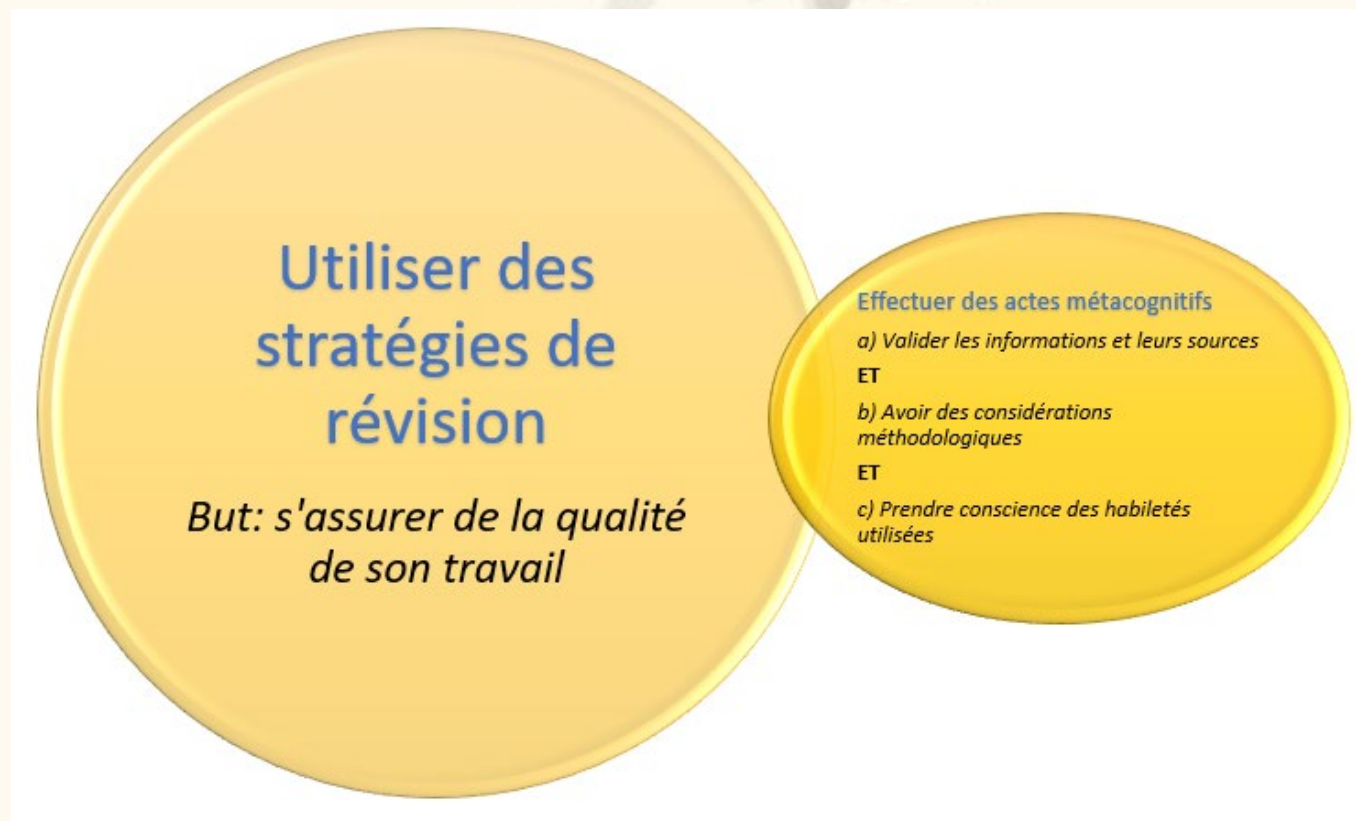 Utiliser des
stratégies de
révision
But: s'assurer de la qualité
de son travail
Effectuer des actes métacognitifs
a) Valider les informations et leurs sources
ET
b) Avoir des considérations
méthodologiques
ET
c) Prendre conscience des habiletés
utilisées